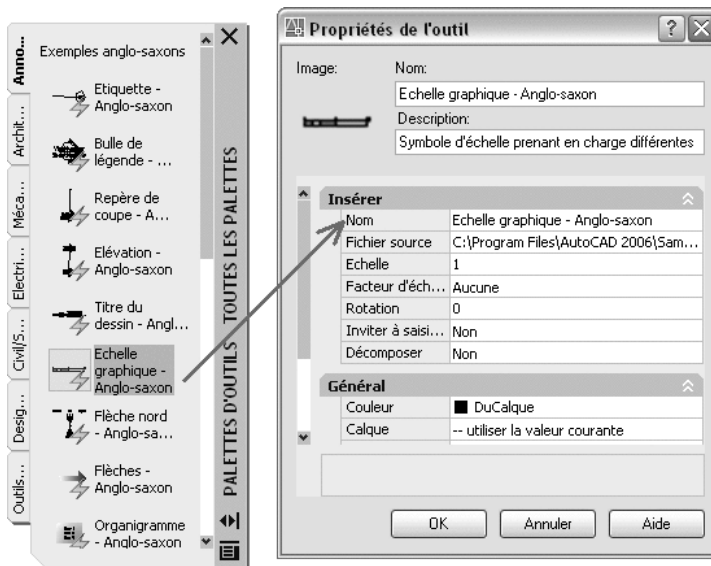 Anno...
Archit...
Méca...
Electri...
Civil/S...
Desig...
Outils...
Exemples anglo-saxons
Etiquette -
Anglo-saxon
Bulle de
légende - ...
Repère de
coupe - A...
Elévation -
Anglo-saxon
Titre du
dessin - Angl...
Echelle
graphique -
Anglo-saxon
Flèche nord
- Anglo-sa...
Flèches -
Anglo-saxon
Organigramme
- Anglo-saxon
PALETTES D'OUTILS TOUTES LES PALETTES
Propriétés de l'outil
Image:
Nom:
Echelle graphique - Anglo-saxon
Description:
Symbole d'échelle prenant en charge différentes
Insérer
Nom Echelle graphique - Anglo-saxon
Fichier source C:\Program Files\AutoCAD 2006\Sam...
Echelle 1
Facteur d'éch... Aucune
Rotation 0
Inviter à saisi... Non
Décomposer Non
Général
Couleur DuCalque
Calque -- utiliser la valeur courante
OK Annuler Aide